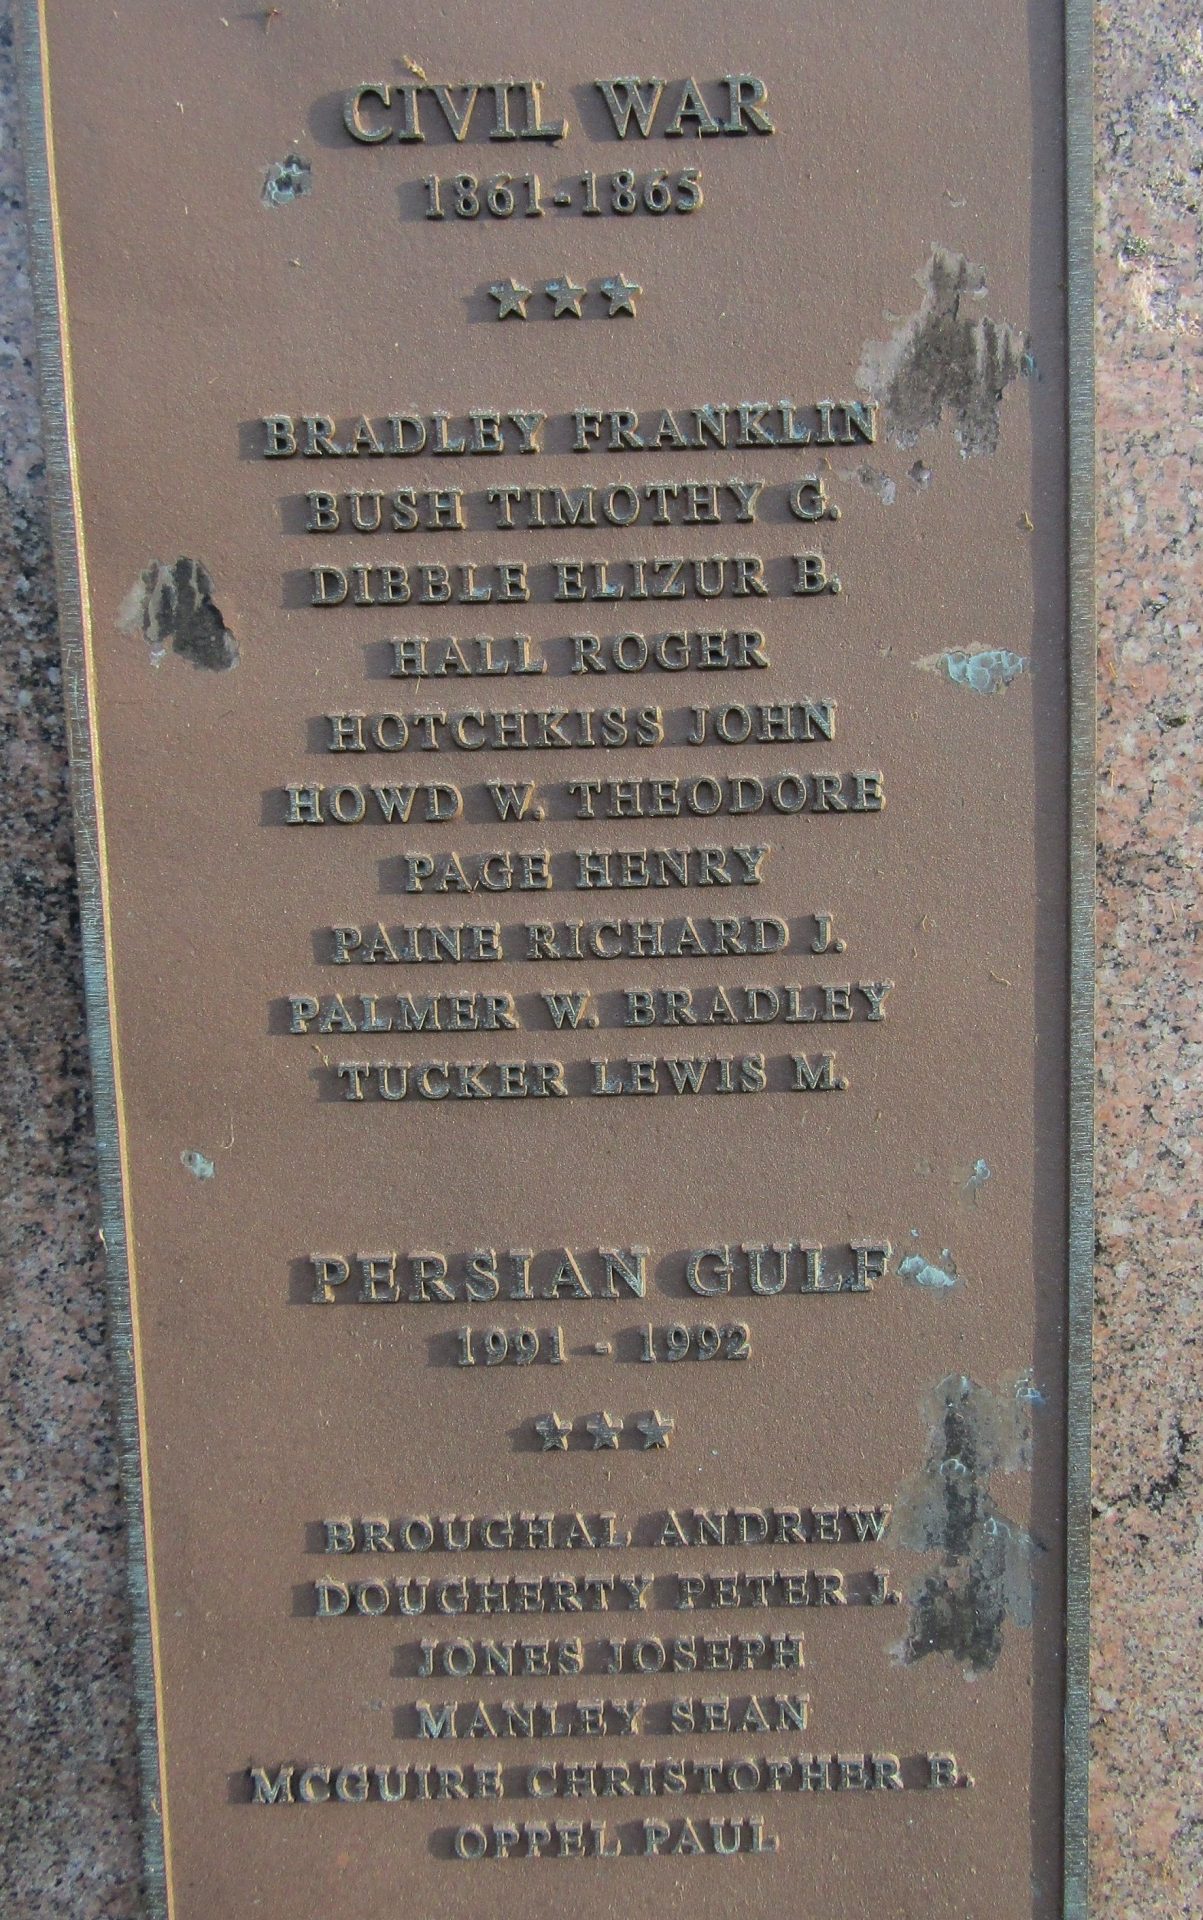 CIVIL WAR
1861-1865
★★★
BRADLEY FRANKLIN
BUSH TIMOTHY G.
DIBBLE ELIZUR B.
HALL ROGER
HOTCHKISS JOHN
HOWD W. THEODORE
PAGE HENRY
PAINE RICHARD J.
PALMER W. BRADLEY
TUCKER LEWIS M.
PERSIAN GULF
1991 - 1992
★★★
BROUGHAL ANDREW
DOUGHERTY PETER J.
JONES JOSEPH
MANLEY SEAN
MCGUIRE CHRISTOPHER B.
OPPEL PAUL